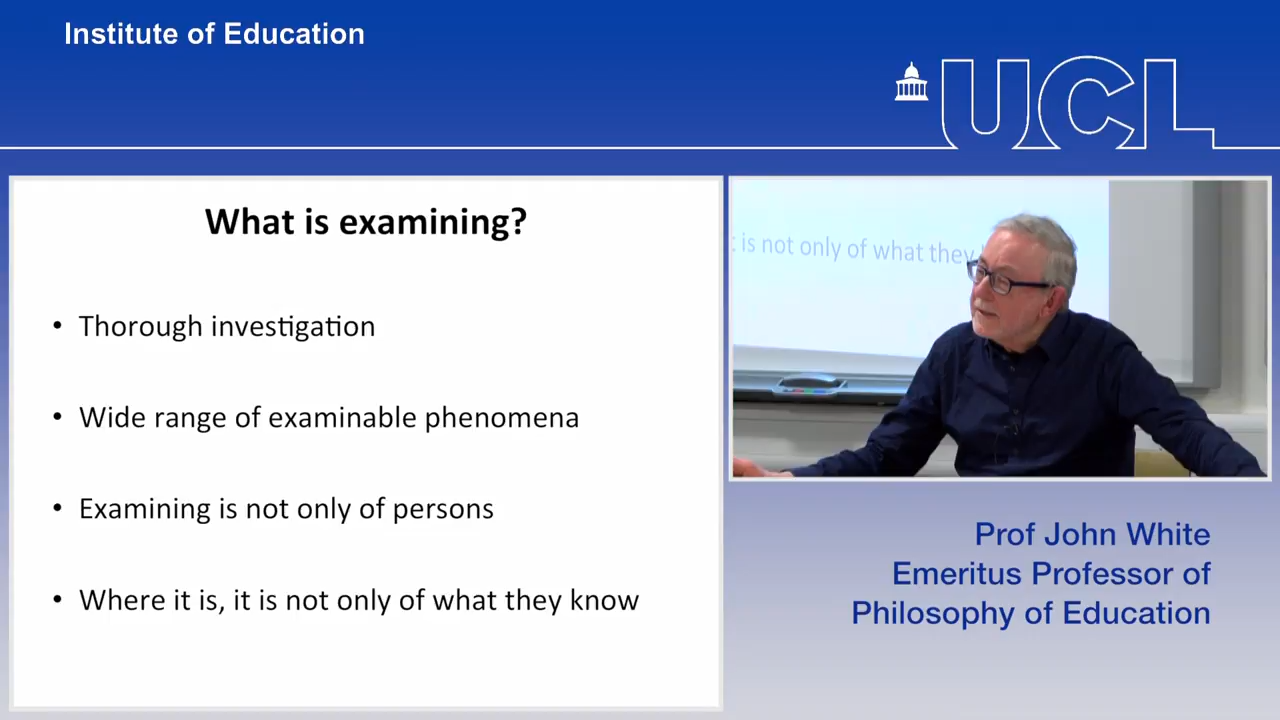 Institute of Education
UCL
What is examining?
• Thorough investigation
• Wide range of examinable phenomena
• Examining is not only of persons
• Where it is, it is not only of what they know
t is not only of what they
Prof John White
Emeritus Professor of
Philosophy of Education